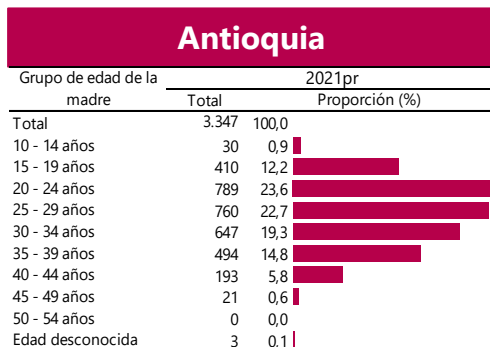 Antioquia
Grupo de edad de la madre 2021pr
Total Proporción (%)
Total 3.347 100,0
10 - 14 años 30 0,9
15 - 19 años 410 12,2
20 - 24 años 789 23,6
25 - 29 años 760 22,7
30 - 34 años 647 19,3
35 - 39 años 494 14,8
40 - 44 años 193 5,8
45 - 49 años 21 0,6
50 - 54 años 0 0,0
Edad desconocida 3 0,1